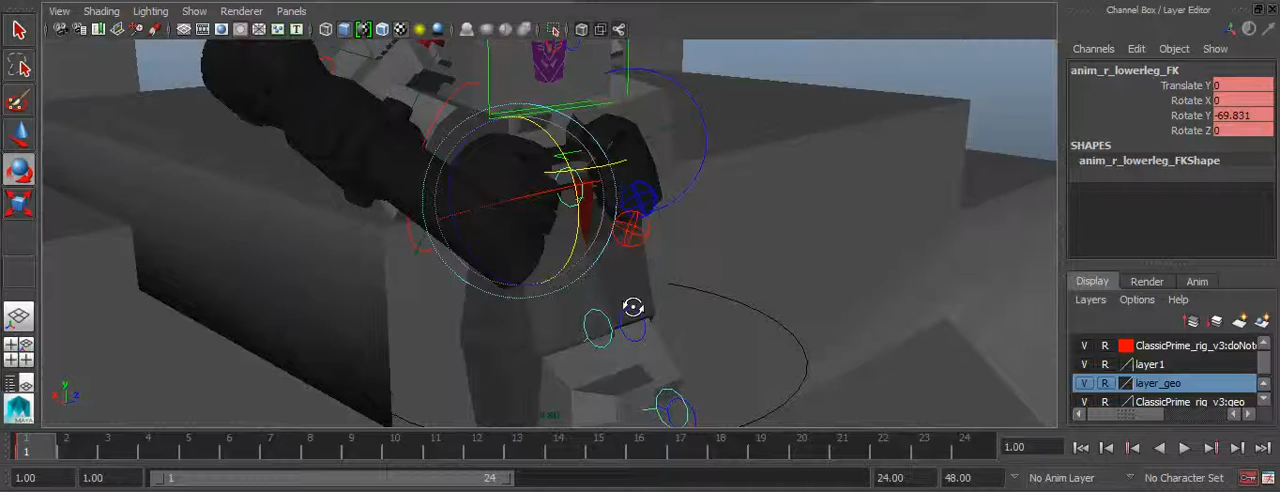 View Shading Lighting Show Renderer Panels
Channel Box / Layer Editor
Channels Edit Object Show
anim_r_lowerleg_FK
Translate Y 0
Rotate X 0
Rotate Y -69.831
Rotate Z 0
SHAPES
anim_r_lowerleg_FKShape
Display Render Anim
Layers Options Help
V R ClassicPrime_rig_v3:doNot
V R layer1
V R layer_geo
V R ClassicPrime_rig_v3:geo
y
x z
MAYA
1 2 3 4 5 6 7 8 9 10 11 12 13 14 15 16 17 18 19 20 21 22 23 24
1
1.00
1.00 1.00 1 24 24.00 48.00 No Anim Layer No Character Set